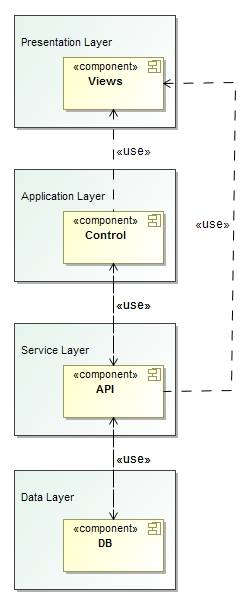 Presentation Layer
«component»
Views
«use»
Application Layer
«component»
Control
«use»
«use»
Service Layer
«component»
API
«use»
Data Layer
«component»
DB